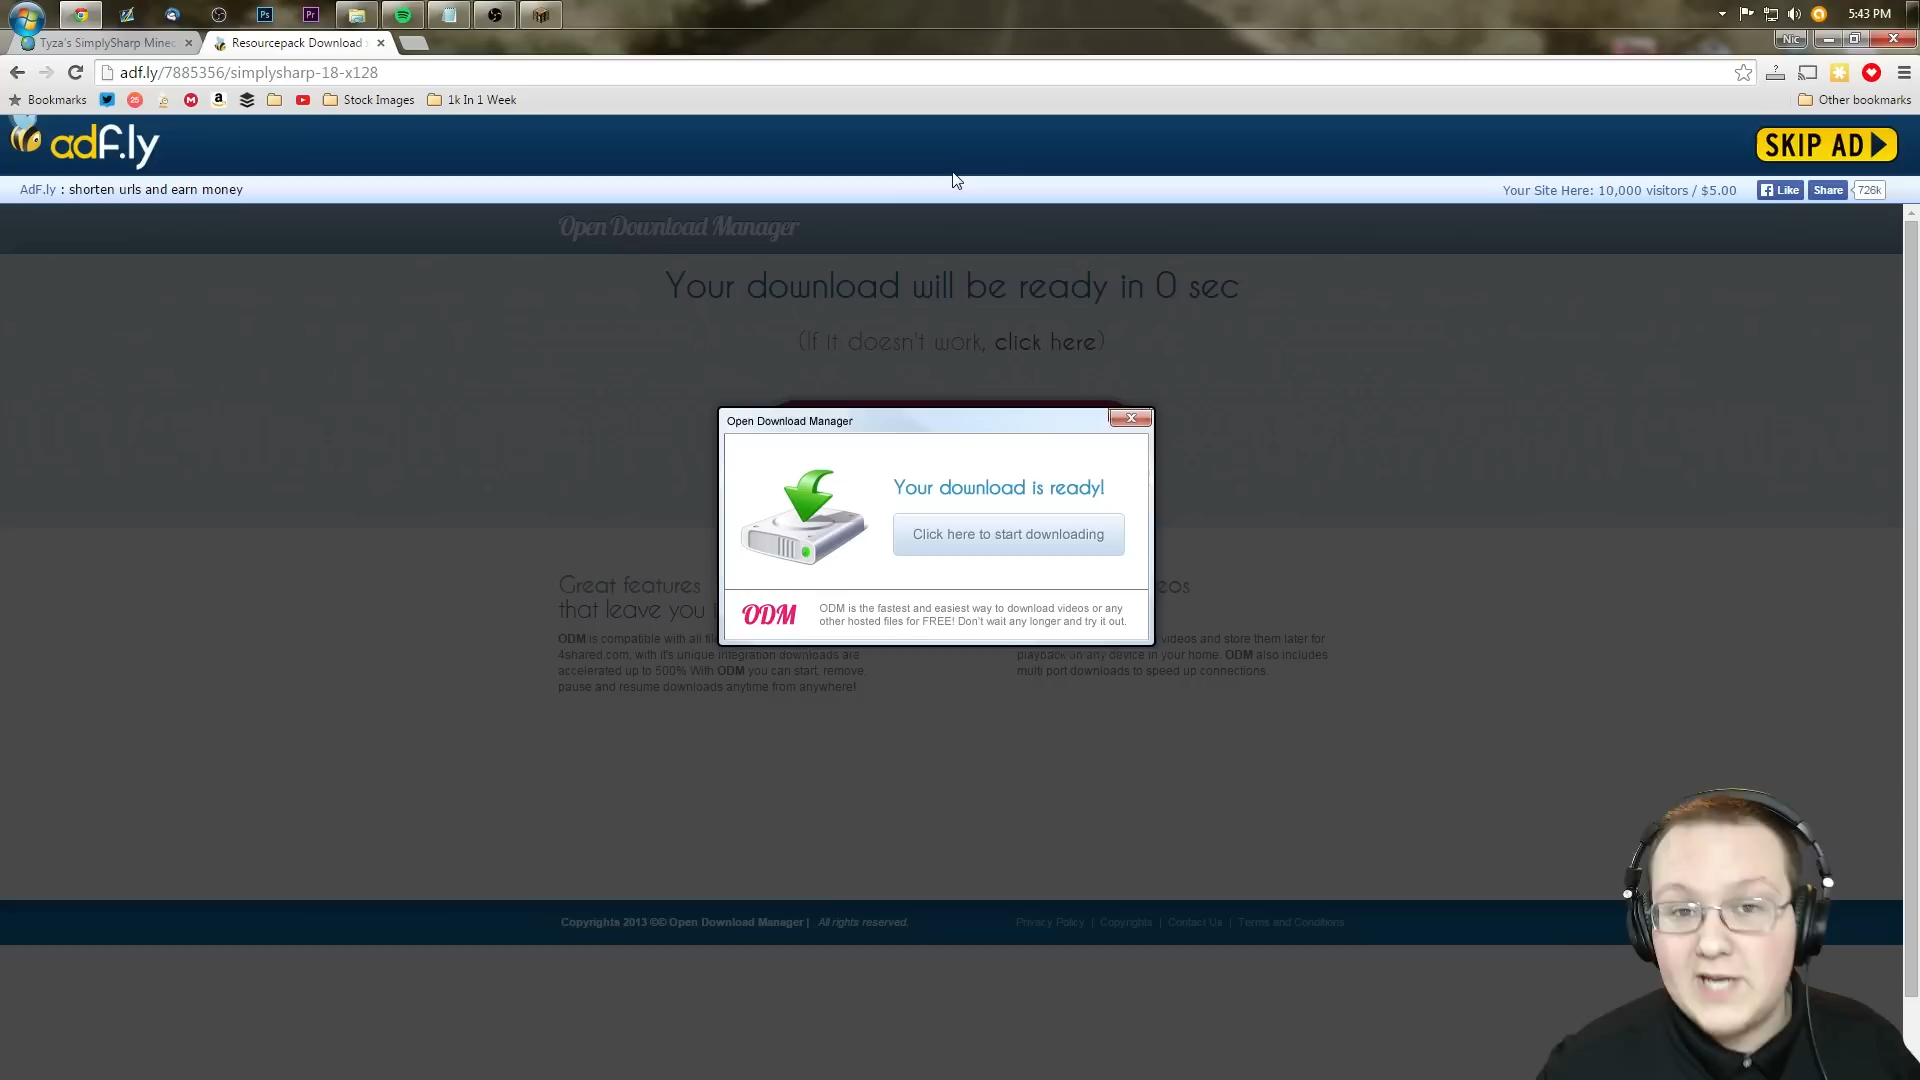 Ps
Pr
5:43 PM
Tyza's SimplySharp Minec
Resourcepack Download
Nic
adf.ly/7885356/simplysharp-18-x128
Bookmarks
25
M
a
Stock Images
1k In 1 Week
Other bookmarks
adf.ly
SKIP AD
AdF.ly : shorten urls and earn money
Your Site Here: 10,000 visitors / $5.00
Like
Share
726k
Open Download Manager
Your download will be ready in 0 sec
(If it doesn't work, click here)
Open Download Manager
Your download is ready!
Click here to start downloading
ODM
ODM is the fastest and easiest way to download videos or any
other hosted files for FREE! Don't wait any longer and try it out.
Great features
that leave you
ODM is compatible with all
4shared.com, with it's unique integration downloads are
accelerated up to 500% With ODM you can start, remove,
pause and resume downloads anytime from anywhere!
videos and store them later for
playback on any device in your home. ODM also includes
multi port downloads to speed up connections.
Copyrights 2013 ©© Open Download Manager | All rights reserved.
Privacy Policy | Copyrights | Contact Us | Terms and Conditions